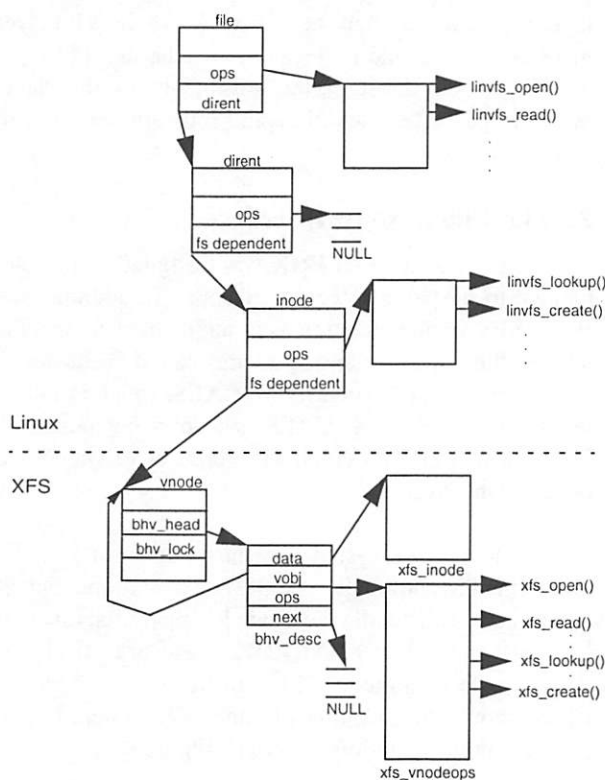 file
ops
dirent
linvfs_open()
linvfs_read()
dirent
ops
fs dependent
NULL
inode
ops
fs dependent
linvfs_lookup()
linvfs_create()
Linux
XFS
vnode
bhv_head
bhv_lock
data
vobj
ops
next
bhv_desc
NULL
xfs_inode
xfs_open()
xfs_read()
xfs_lookup()
xfs_create()
xfs_vnodeops